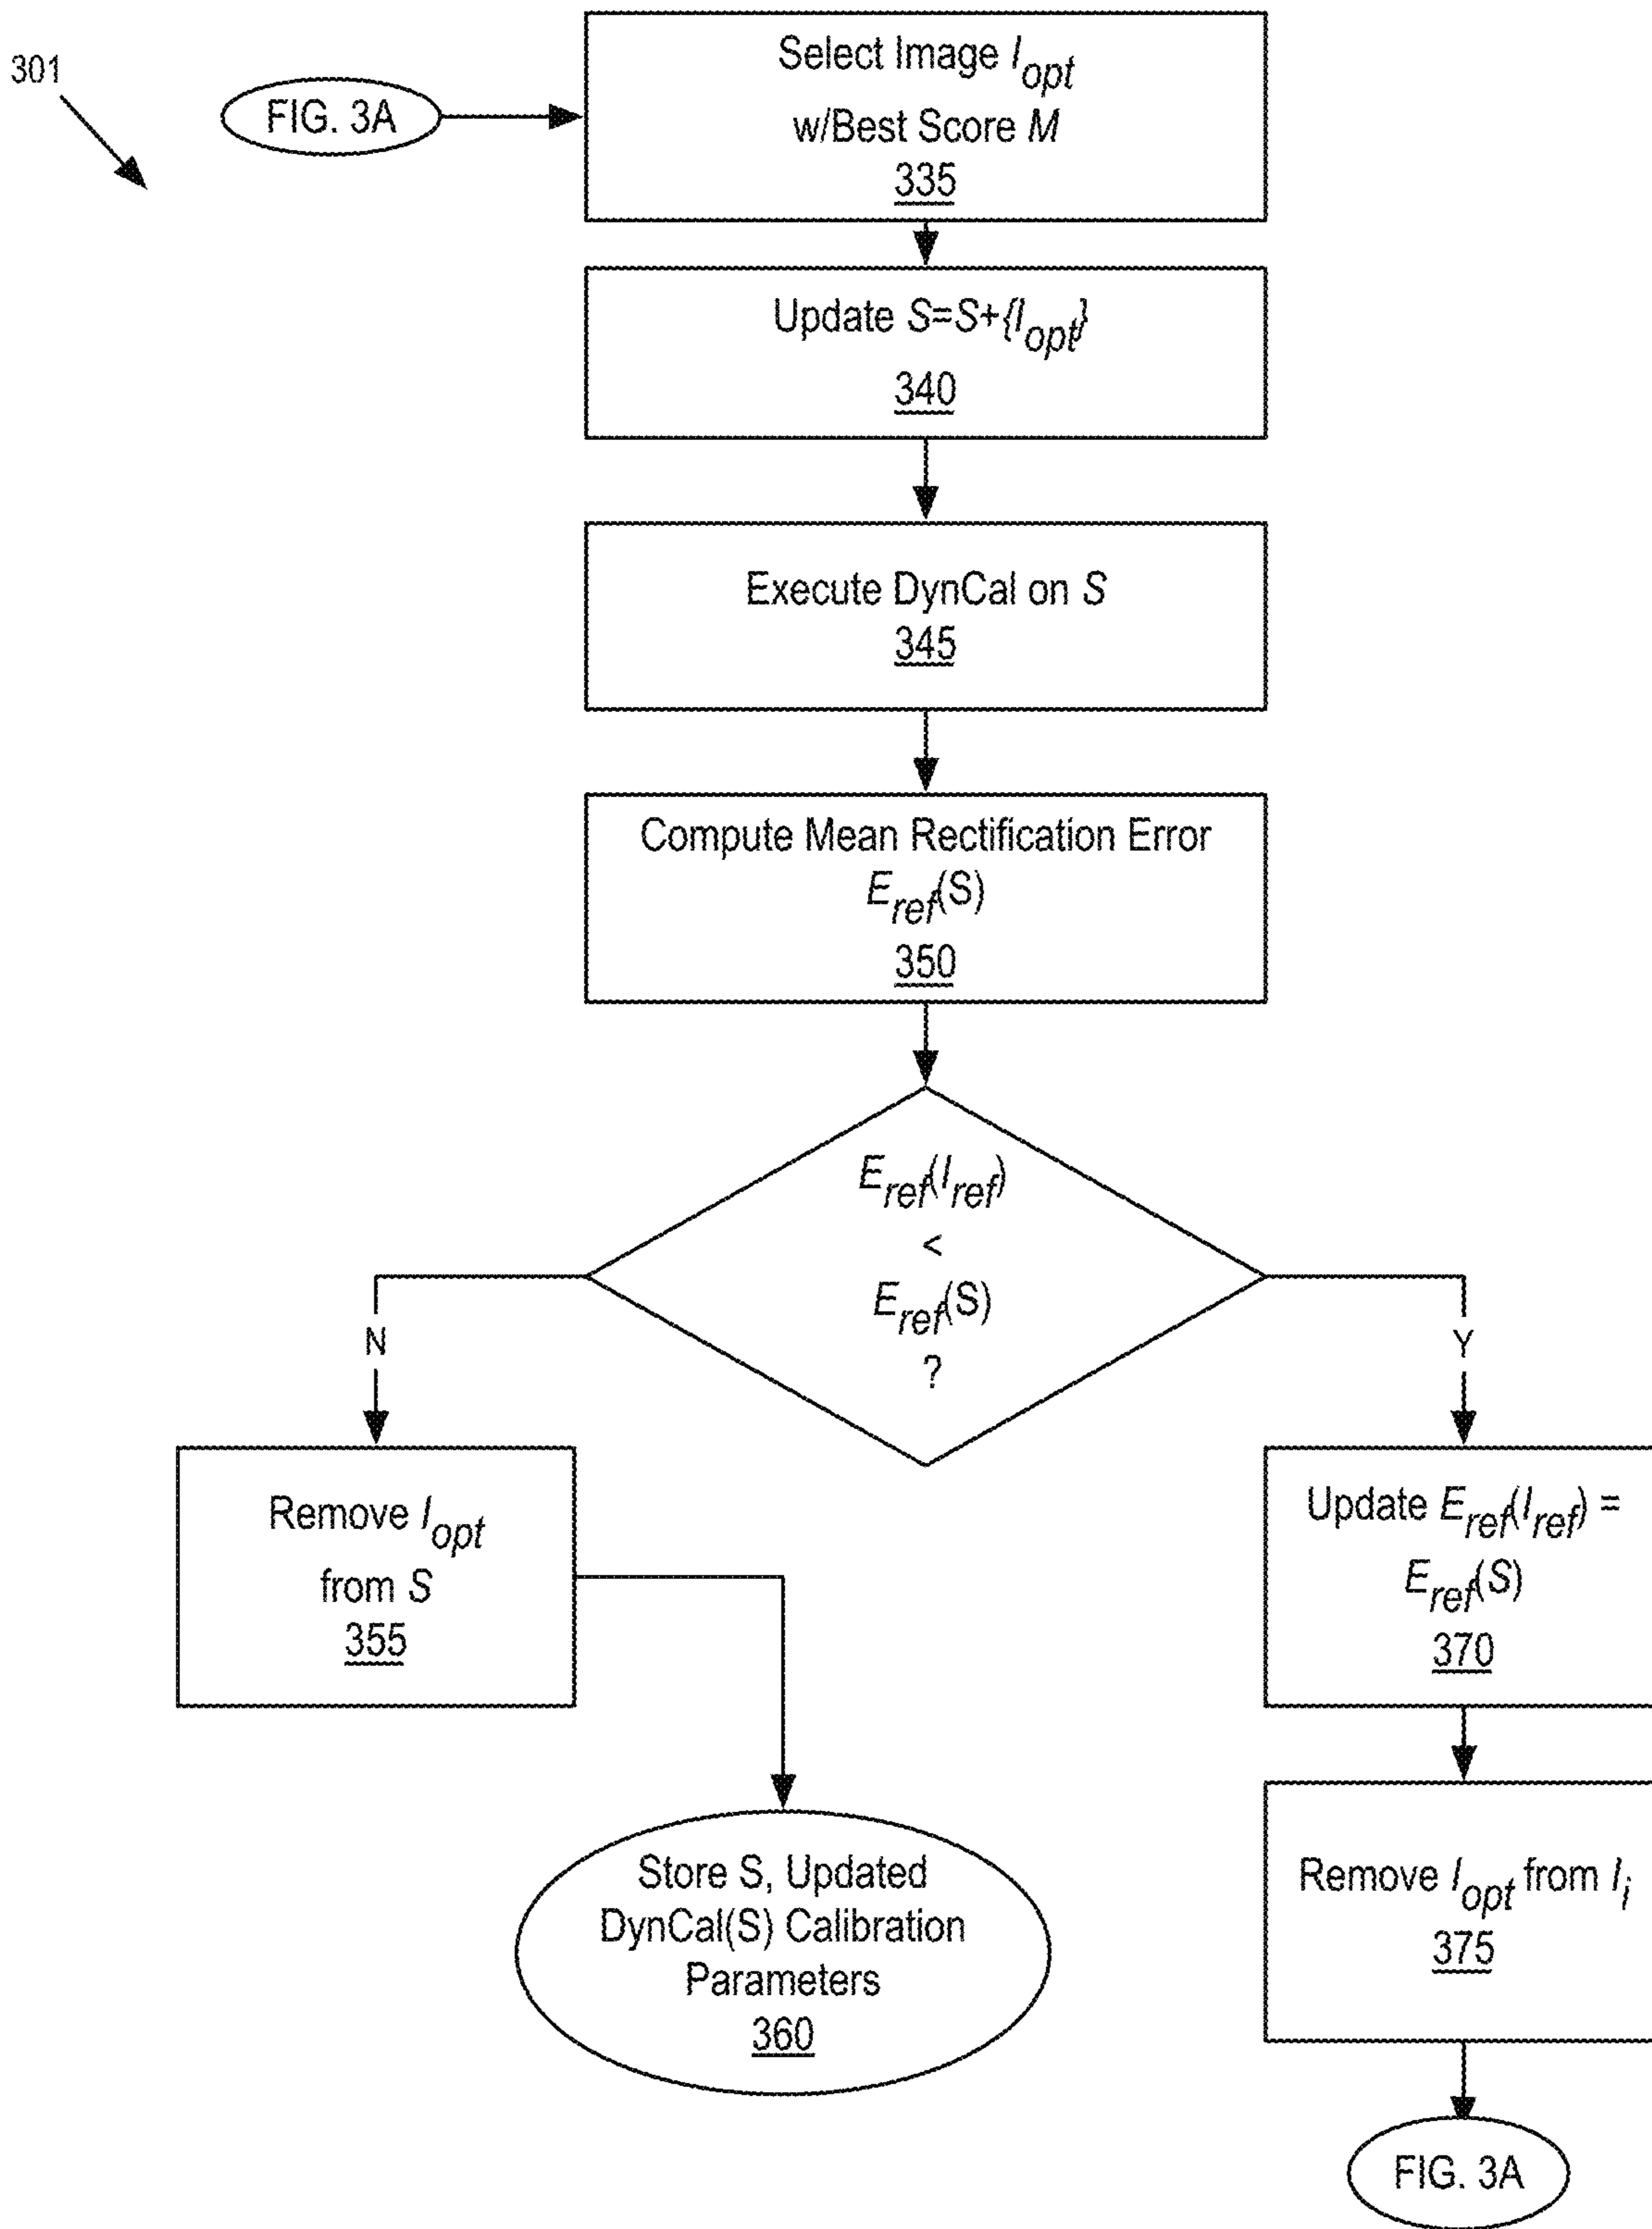 301
FIG. 3A
Select Image I_opt
w/Best Score M
335
Update S=S+{I_opt}
340
Execute DynCal on S
345
Compute Mean Rectification Error
E_ref(S)
350
E_ref(I_ref)
<
E_ref(S)
?
N
Y
Remove I_opt
from S
355
Update E_ref(I_ref) =
E_ref(S)
370
Store S, Updated
DynCal(S) Calibration
Parameters
360
Remove I_opt from I_i
375
FIG. 3A